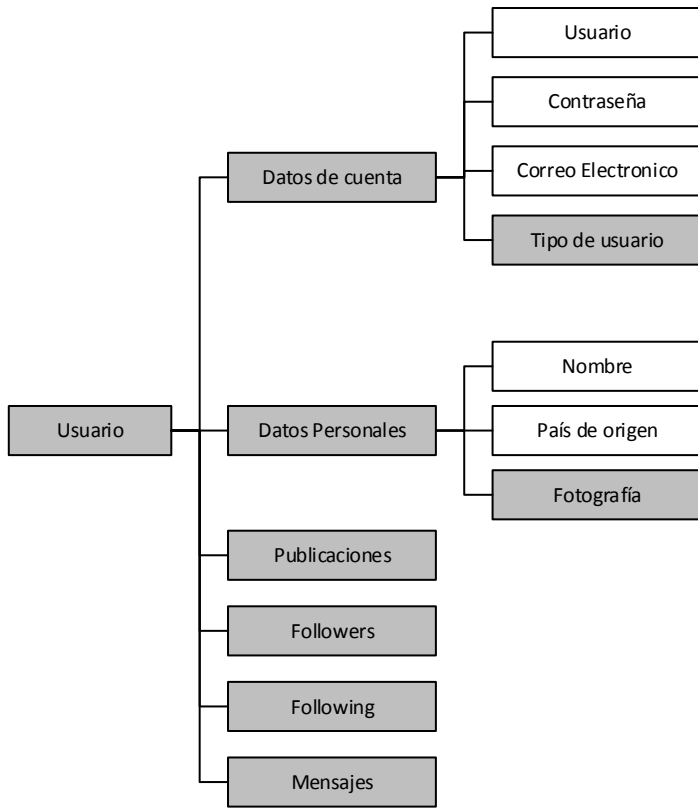 Usuario
Contraseña
Correo Electronico
Tipo de usuario
Datos de cuenta
Nombre
País de origen
Fotografía
Datos Personales
Usuario
Publicaciones
Followers
Following
Mensajes